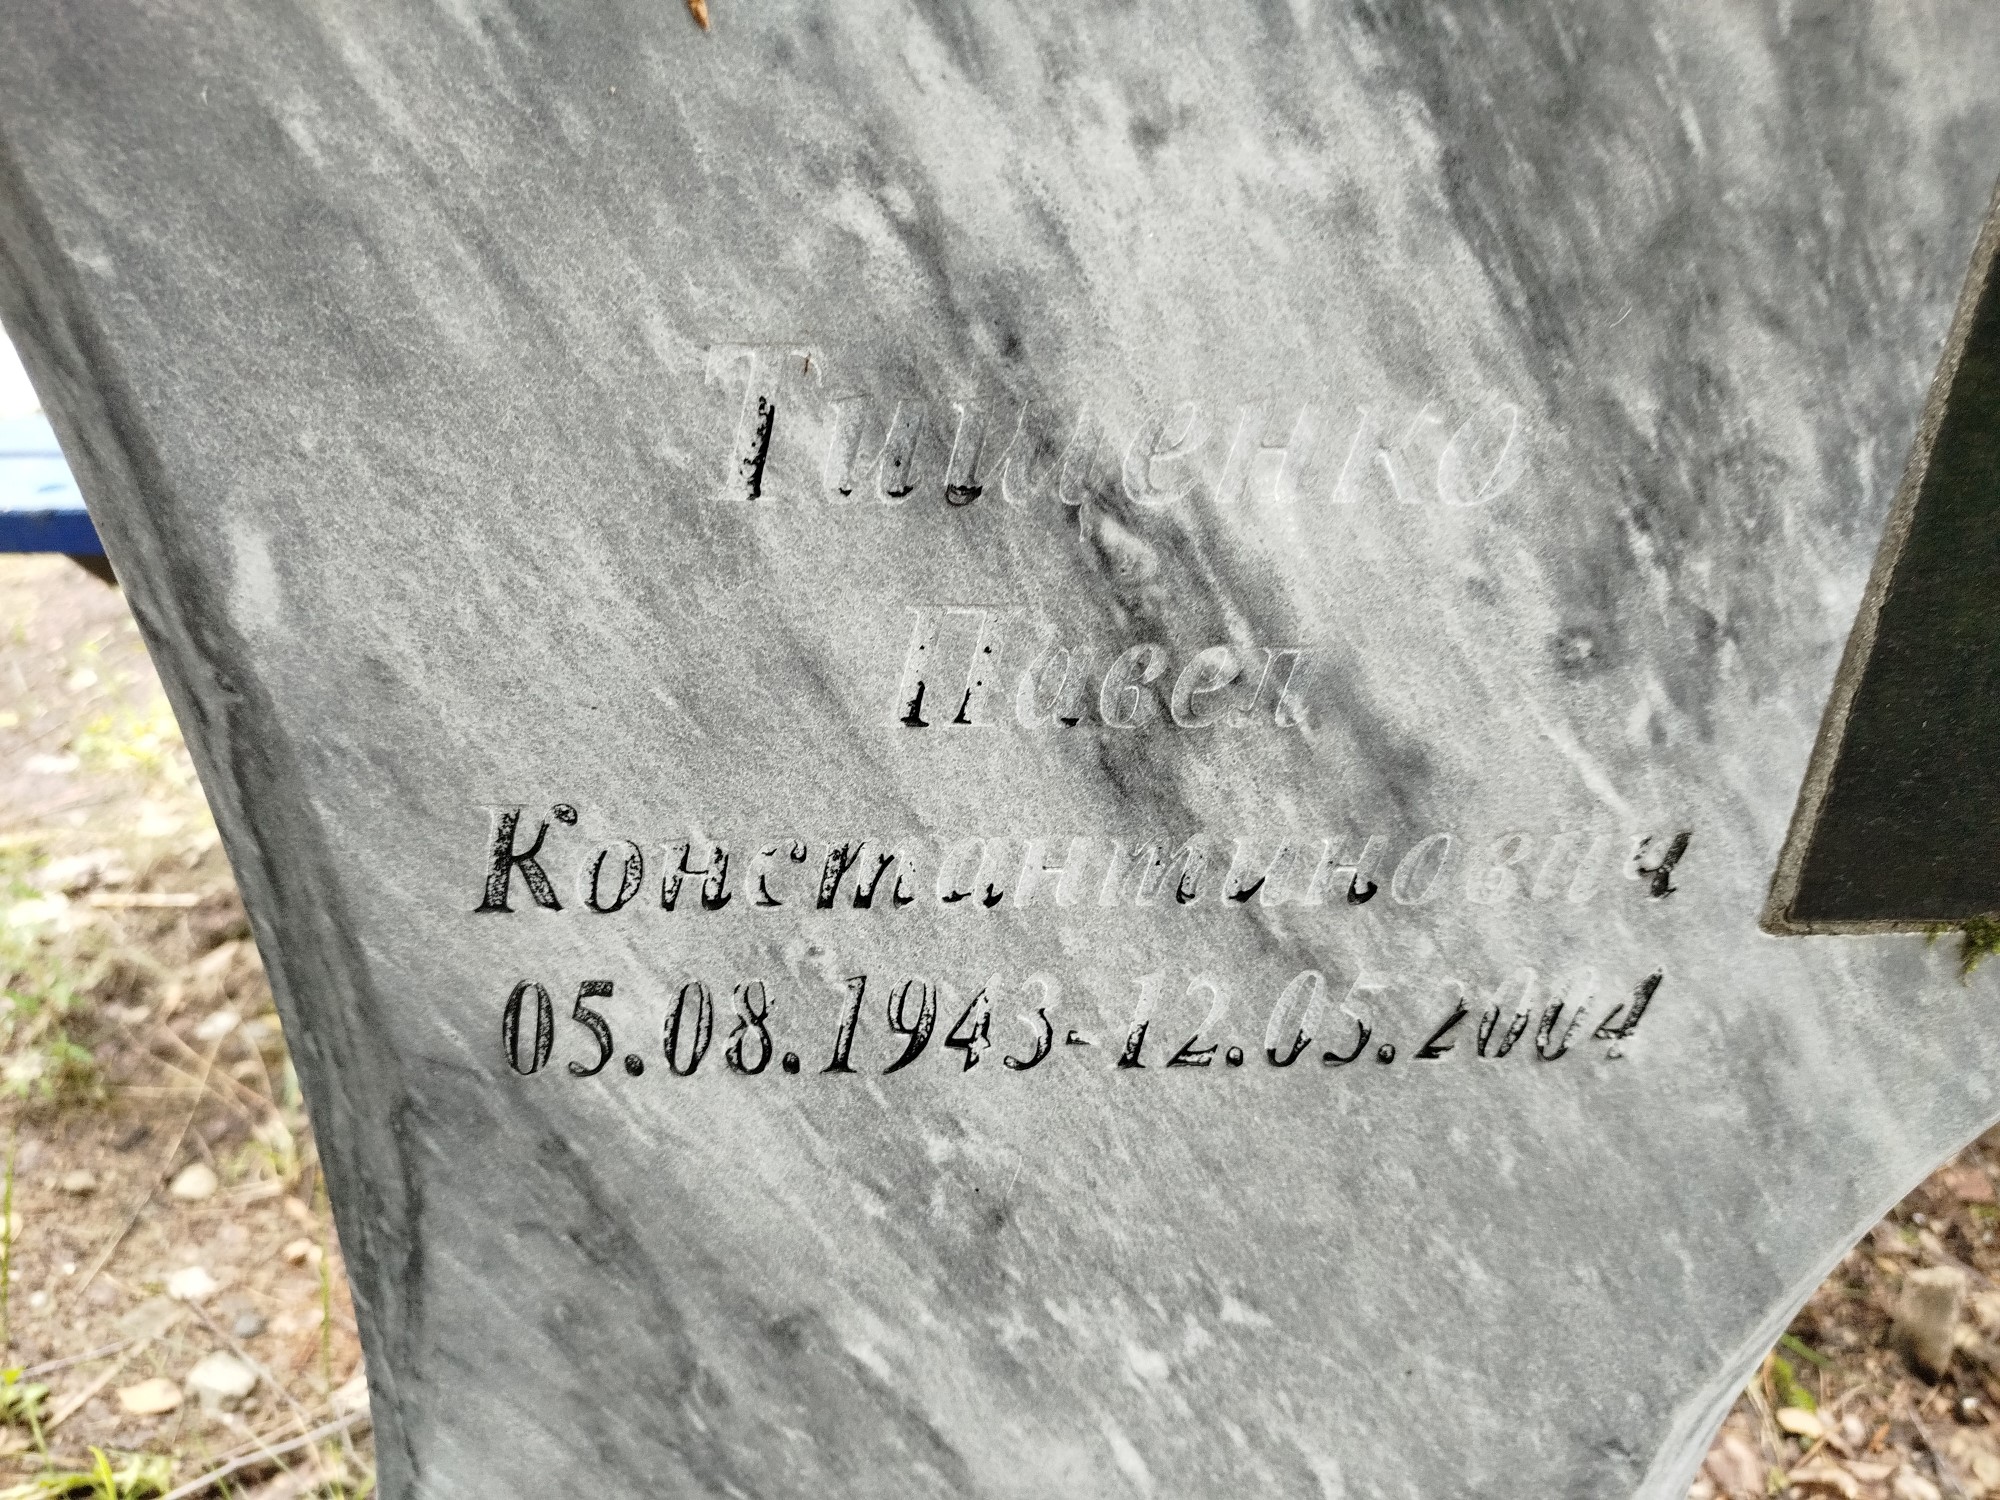 Тищенко
Павел
Константинович
05.08.1943-12.05.2004